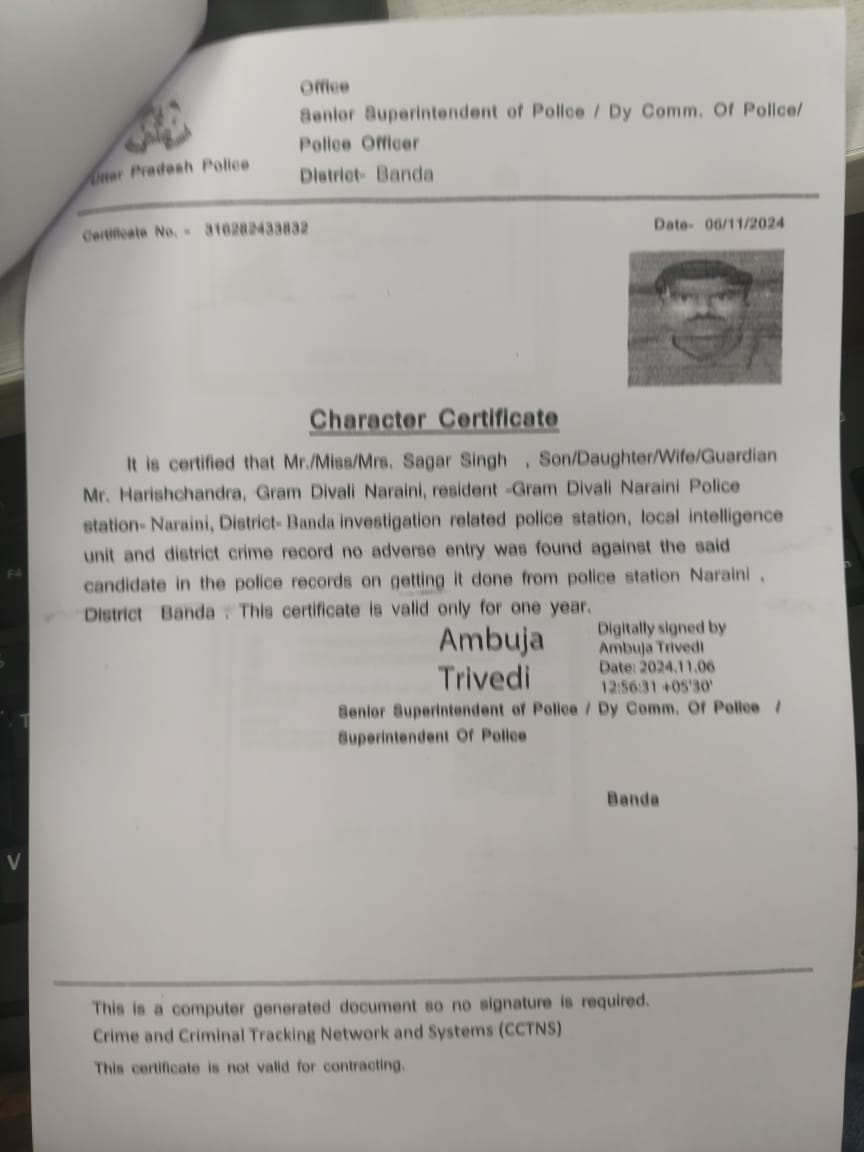 Uttar Pradesh Police
Office
Senior Superintendent of Police / Dy Comm. Of Police/
Police Officer
District- Banda
Certificate No. - 316282433832
Date- 06/11/2024
Character Certificate
It is certified that Mr./Miss/Mrs. Sagar Singh , Son/Daughter/Wife/Guardian
Mr. Harishchandra, Gram Divali Naraini, resident -Gram Divali Naraini Police
station- Naraini, District- Banda investigation related police station, local intelligence
unit and district crime record no adverse entry was found against the said
candidate in the police records on getting it done from police station Naraini ,
District Banda . This certificate is valid only for one year.
Ambuja
Trivedi
Digitally signed by
Ambuja Trivedi
Date: 2024.11.06
12:56:31 +05'30'
Senior Superintendent of Police / Dy Comm. Of Police /
Superintendent Of Police
Banda
This is a computer generated document so no signature is required.
Crime and Criminal Tracking Network and Systems (CCTNS)
This certificate is not valid for contracting.
F4
T
V